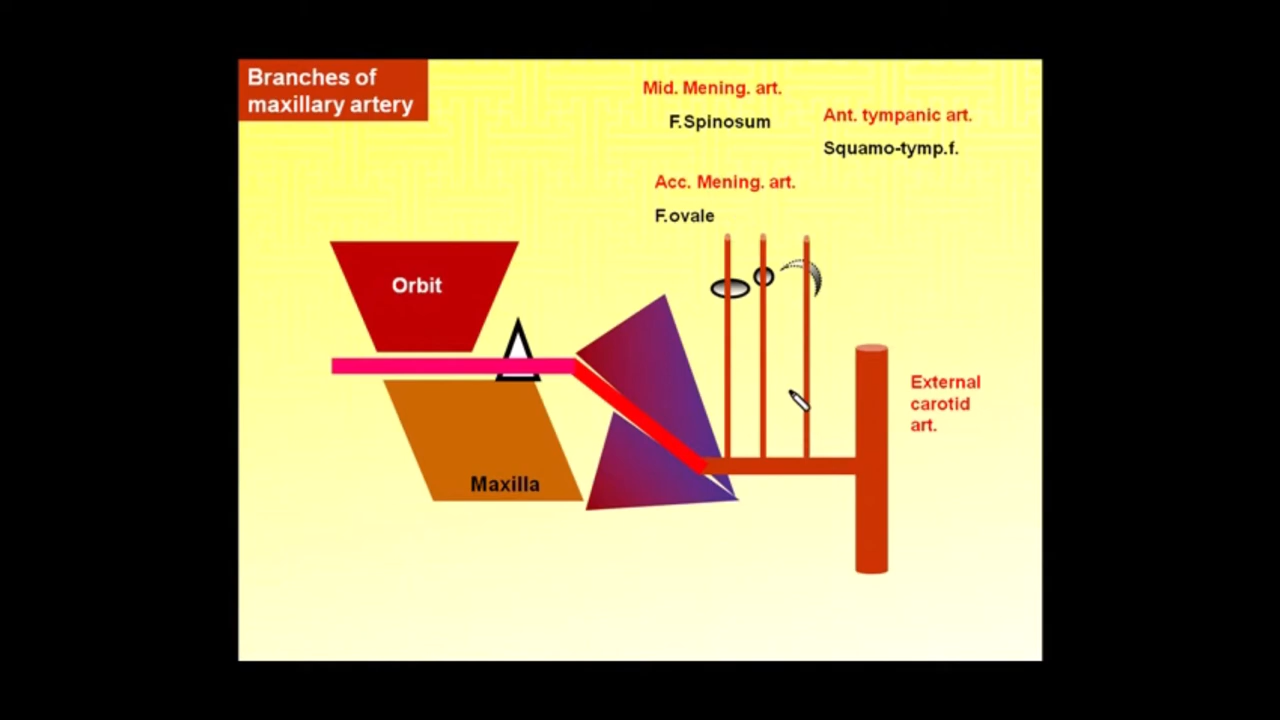 Branches of
maxillary artery
Mid. Mening. art.
F.Spinosum
Ant. tympanic art.
Squamo-tymp.f.
Acc. Mening. art.
F.ovale
Orbit
External
carotid
art.
Maxilla